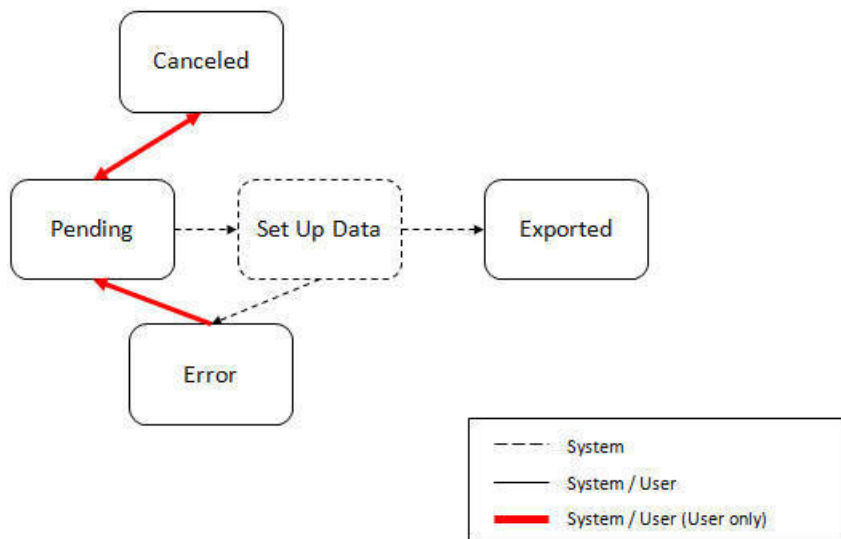 Canceled
Pending
Set Up Data
Exported
Error
System
System / User
System / User (User only)